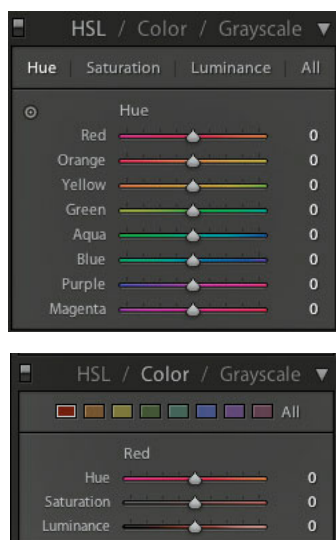 HSL / Color / Grayscale
Hue | Saturation | Luminance | All
Hue
Red 0
Orange 0
Yellow 0
Green 0
Aqua 0
Blue 0
Purple 0
Magenta 0
HSL / Color / Grayscale
All
Red
Hue 0
Saturation 0
Luminance 0